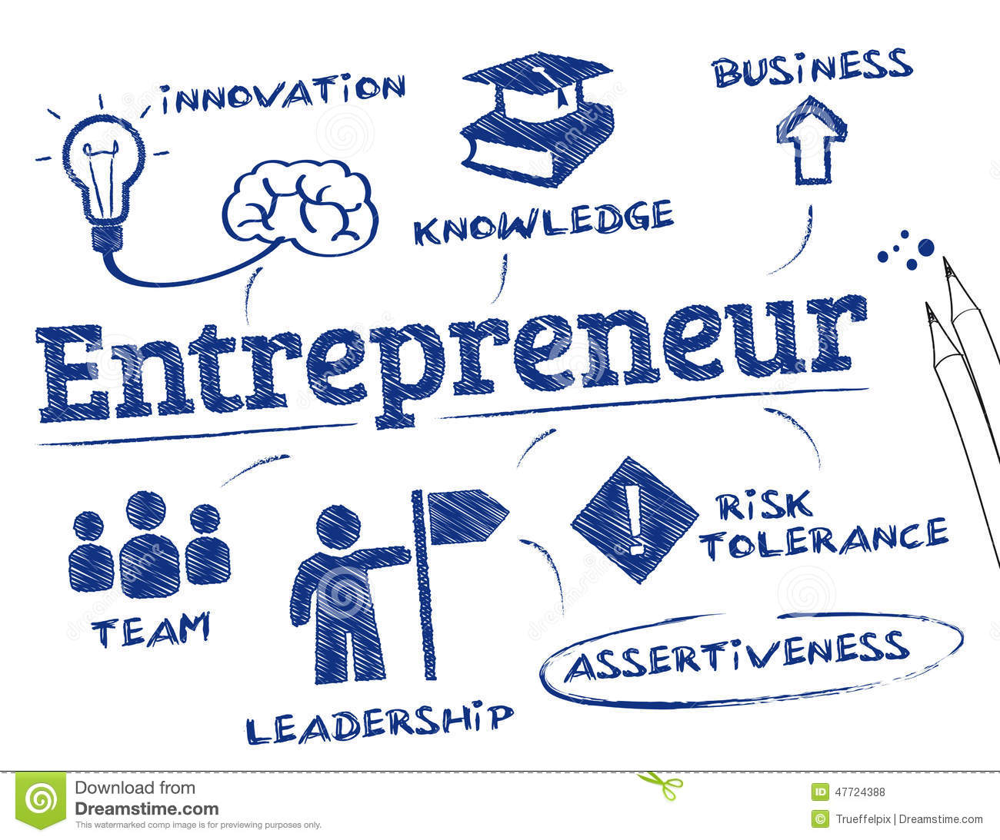 iNNOVATiON
BUSiNESS
KNOWLEDGE
Entrepreneur
RiSK
TOLERANCE
TEAM
ASSERTiVENESS
LEADERSHiP
Download from
Dreamstime.com
This watermarked comp image is for previewing purposes only.
ID 47724388
© Trueffelpix | Dreamstime.com